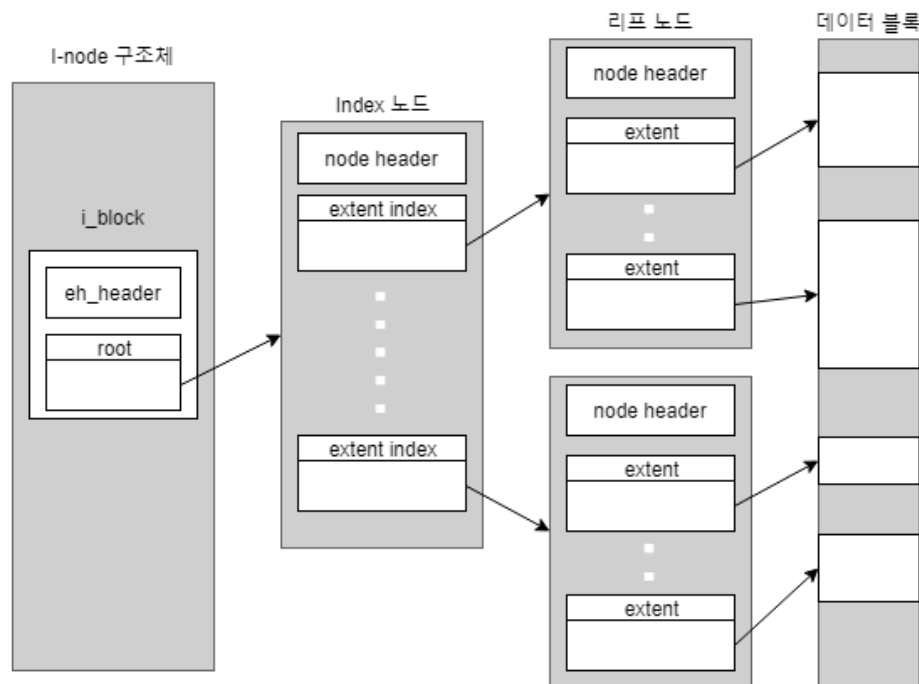 I-node 구조체
i_block
eh_header
root
Index 노드
node header
extent index
extent index
리프 노드
node header
extent
extent
node header
extent
extent
데이터 블록